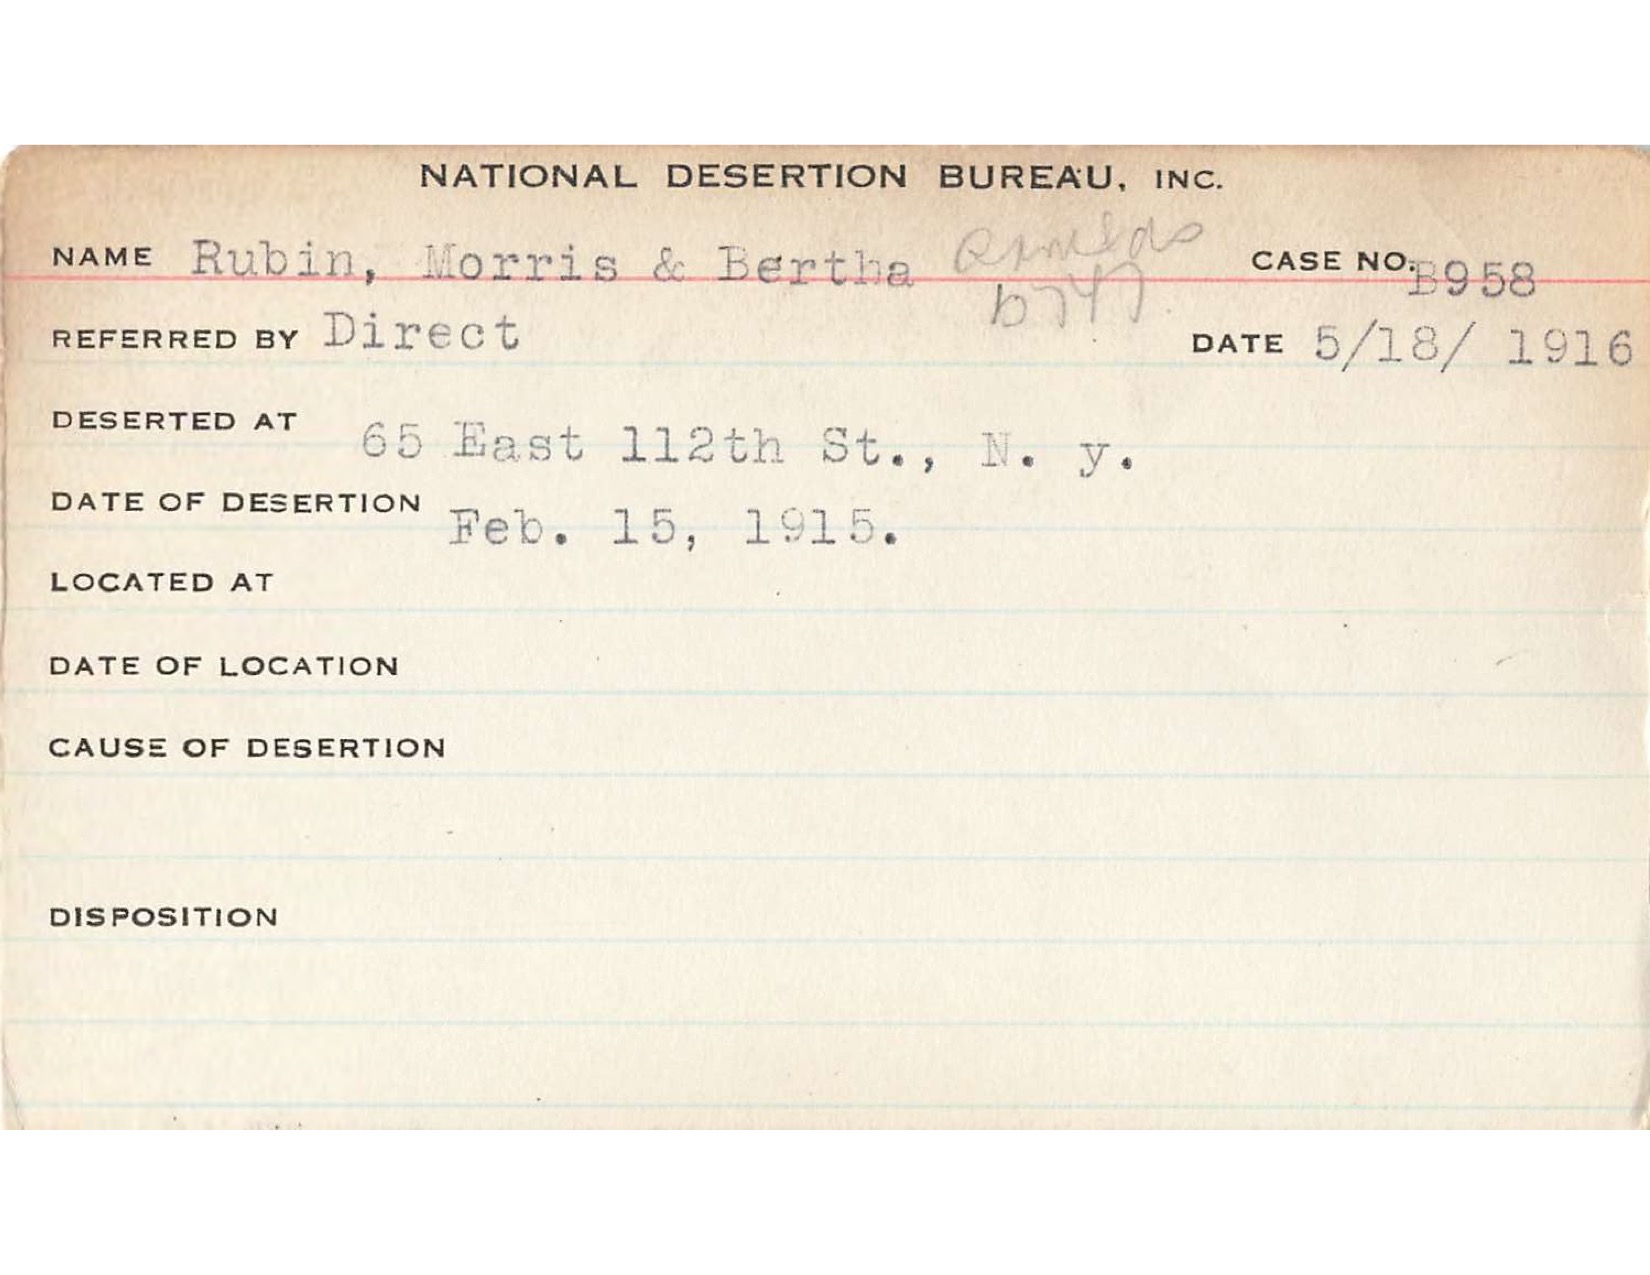 NATIONAL DESERTION BUREAU, INC.
NAME Rubin, Morris & Bertha CASE NO. B958
REFERRED BY Direct DATE 5/18/ 1916
DESERTED AT 65 East 112th St., N. y.
DATE OF DESERTION Feb. 15, 1915.
LOCATED AT
DATE OF LOCATION
CAUSE OF DESERTION
DISPOSITION